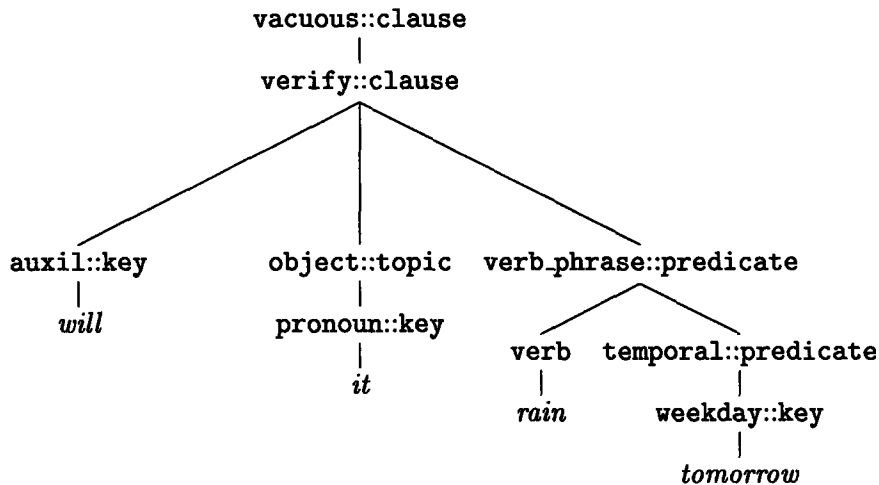 vacuous::clause
verify::clause
auxil::key object::topic verb_phrase::predicate
will pronoun::key
verb temporal::predicate
it
rain weekday::key
tomorrow